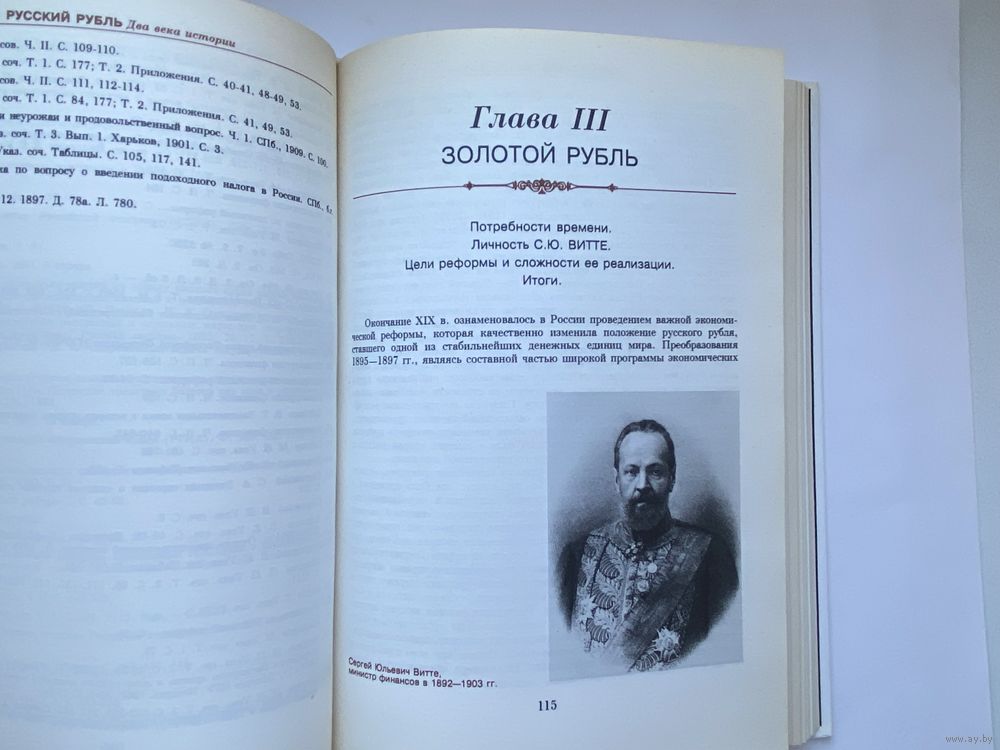 РУССКИЙ РУБЛЬ Два века истории
сов. Ч. II. С. 109-110.
соч. Т. 1. С. 177; Т. 2. Приложения. С. 40-41, 48-49, 53.
сов. Ч. II. С. 111, 112-114.
соч. Т. 1. С. 84, 177; Т. 2. Приложения. С. 41, 49, 53.
и неурожаи и продовольственный вопрос. Ч. 1. СПб., 1909. С. 100.
соч. Т. 3. Вып. 1. Харьков, 1901. С. 3.
Указ. соч. Таблицы. С. 105, 117, 141.
по вопросу о введении подоходного налога в России. СПб., б.г.
12. 1897. Д. 78а. Л. 780.
Глава III
ЗОЛОТОЙ РУБЛЬ
Потребности времени.
Личность С.Ю. ВИТТЕ.
Цели реформы и сложности ее реализации.
Итоги.
Окончание XIX в. ознаменовалось в России проведением важной экономи-
ческой реформы, которая качественно изменила положение русского рубля,
ставшего одной из стабильнейших денежных единиц мира. Преобразования
1895—1897 гг., являясь составной частью широкой программы экономических
Сергей Юльевич Витте,
министр финансов в 1892—1903 гг.
115
www.ay.by